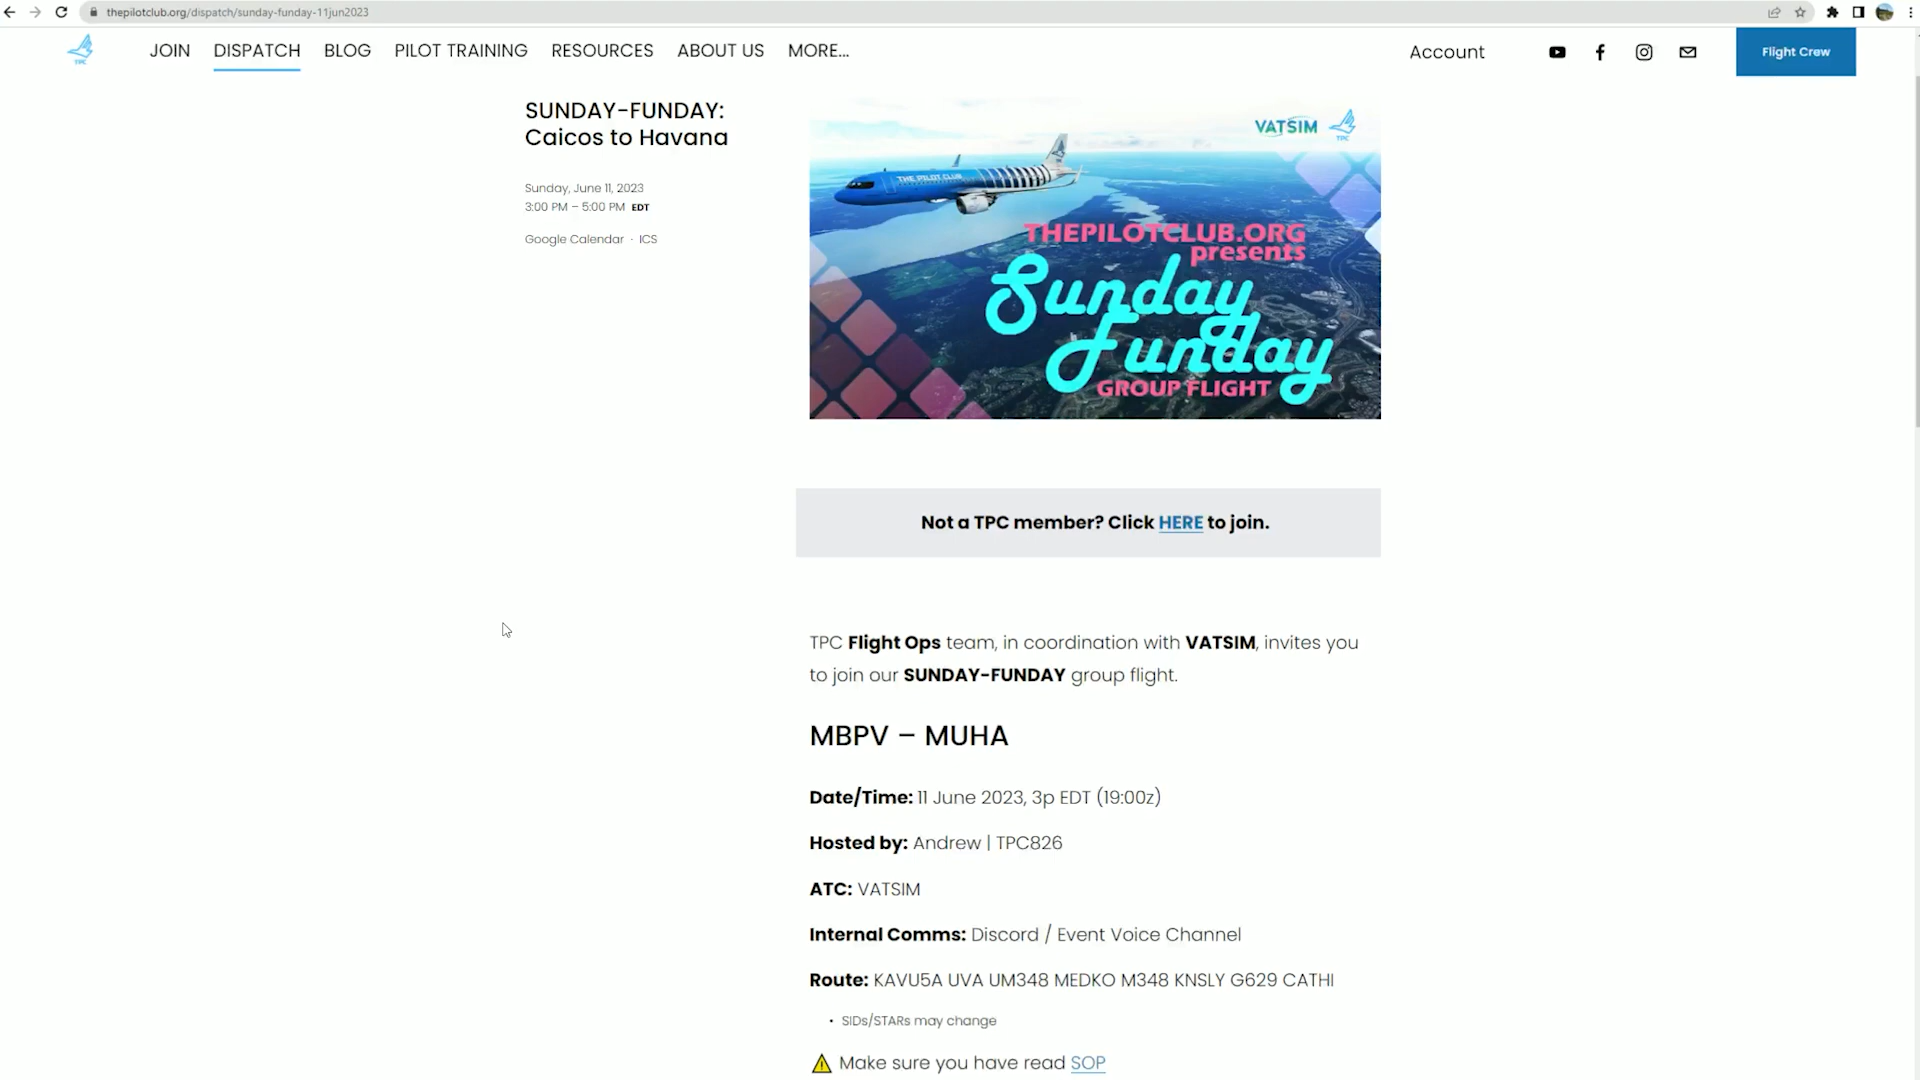 thepilotclub.org/dispatch/sunday-funday-11jun2023
TPC
JOIN DISPATCH BLOG PILOT TRAINING RESOURCES ABOUT US MORE...
Account
Flight Crew
SUNDAY-FUNDAY:
Caicos to Havana
Sunday, June 11, 2023
3:00 PM – 5:00 PM EDT
Google Calendar · ICS
VATSIM TPC
THE PILOT CLUB
THEPILOTCLUB.ORG
presents
Sunday
Funday
GROUP FLIGHT
Not a TPC member? Click HERE to join.
TPC Flight Ops team, in coordination with VATSIM, invites you
to join our SUNDAY-FUNDAY group flight.
MBPV – MUHA
Date/Time: 11 June 2023, 3p EDT (19:00z)
Hosted by: Andrew | TPC826
ATC: VATSIM
Internal Comms: Discord / Event Voice Channel
Route: KAVU5A UVA UM348 MEDKO M348 KNSLY G629 CATHI
• SIDs/STARs may change
Make sure you have read SOP